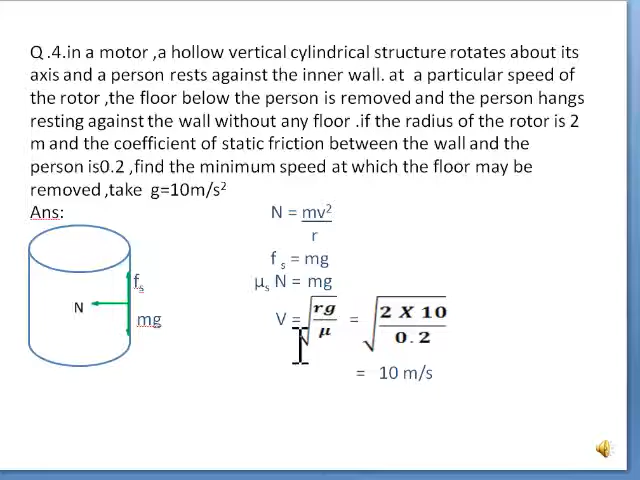 Q .4.in a motor ,a hollow vertical cylindrical structure rotates about its
axis and a person rests against the inner wall. at a particular speed of
the rotor ,the floor below the person is removed and the person hangs
resting against the wall without any floor .if the radius of the rotor is 2
m and the coefficient of static friction between the wall and the
person is0.2 ,find the minimum speed at which the floor may be
removed ,take g=10m/s²
Ans:
N = mv²
r
f s = mg
μs N = mg
V = √rg/μ = √2 X 10/0.2
= 10 m/s
fs
N
mg